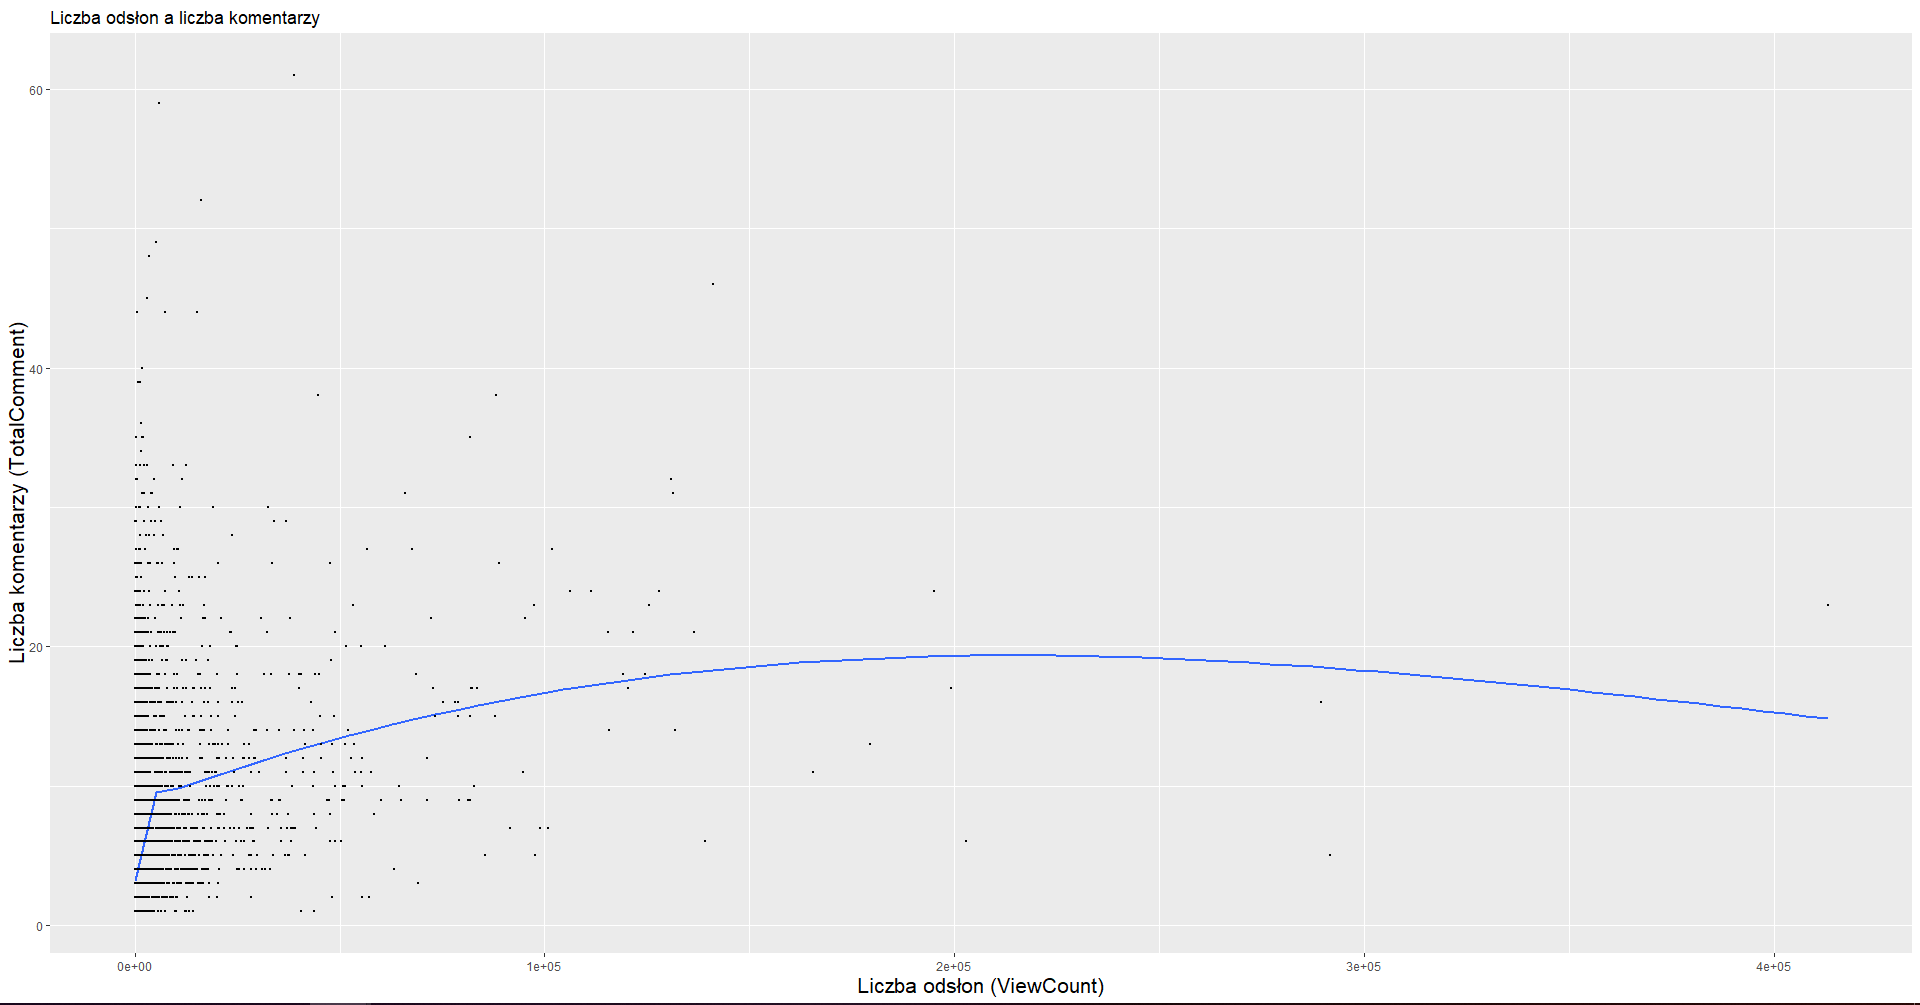 Liczba odsłon a liczba komentarzy
60
40
20
0
Liczba komentarzy (TotalComment)
0e+00 1e+05 2e+05 3e+05 4e+05
Liczba odsłon (ViewCount)